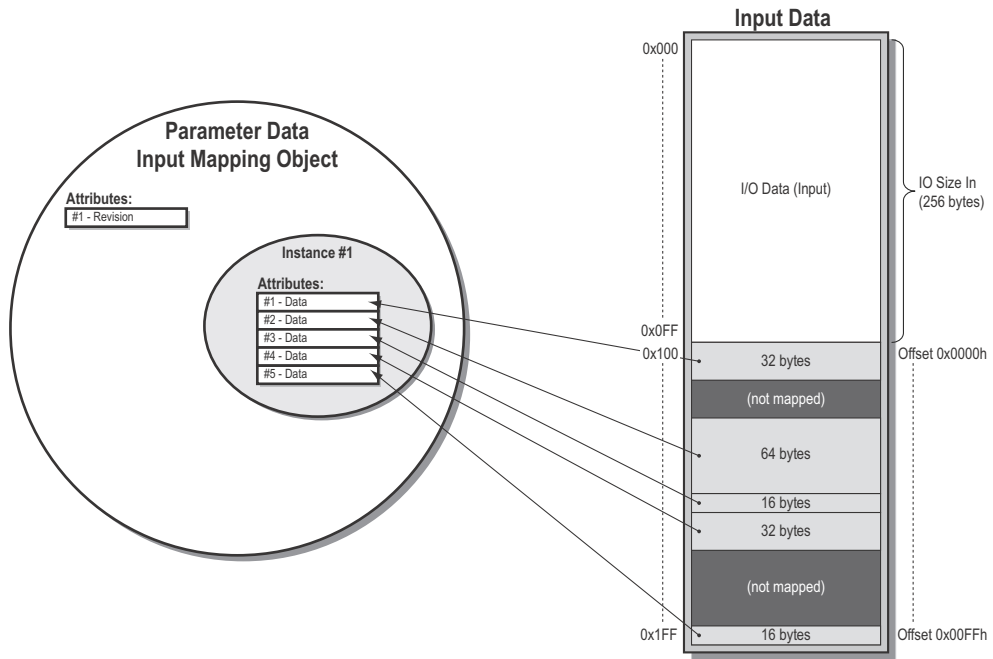 Parameter Data
Input Mapping Object
Attributes:
#1 - Revision
Instance #1
Attributes:
#1 - Data
#2 - Data
#3 - Data
#4 - Data
#5 - Data
Input Data
0x000
I/O Data (Input)
IO Size In
(256 bytes)
0x0FF
0x100
32 bytes
Offset 0x0000h
(not mapped)
64 bytes
16 bytes
32 bytes
(not mapped)
0x1FF
16 bytes
Offset 0x00FFh